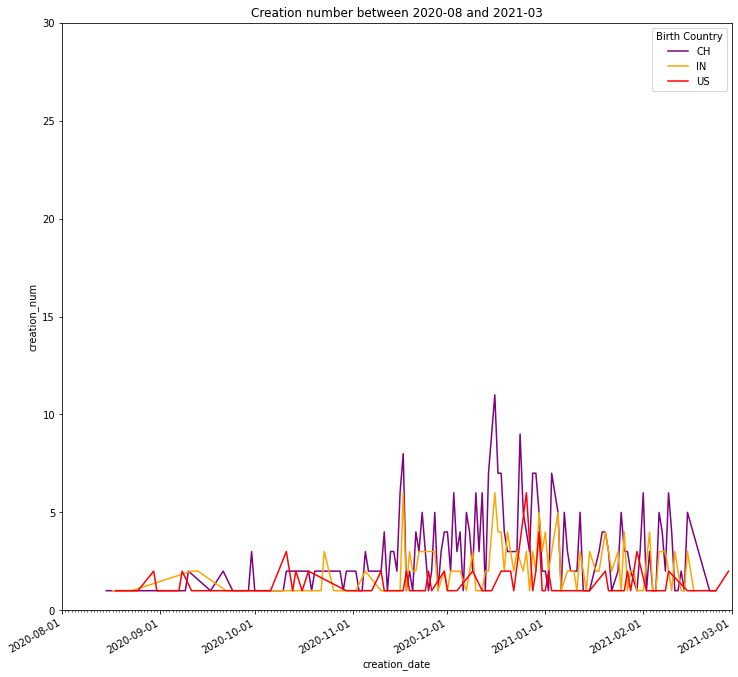 Creation number between 2020-08 and 2021-03
Birth Country
CH
IN
US
30
25
20
15
10
5
0
creation_num
2020-08-01
2020-09-01
2020-10-01
2020-11-01
2020-12-01
2021-01-01
2021-02-01
2021-03-01
creation_date